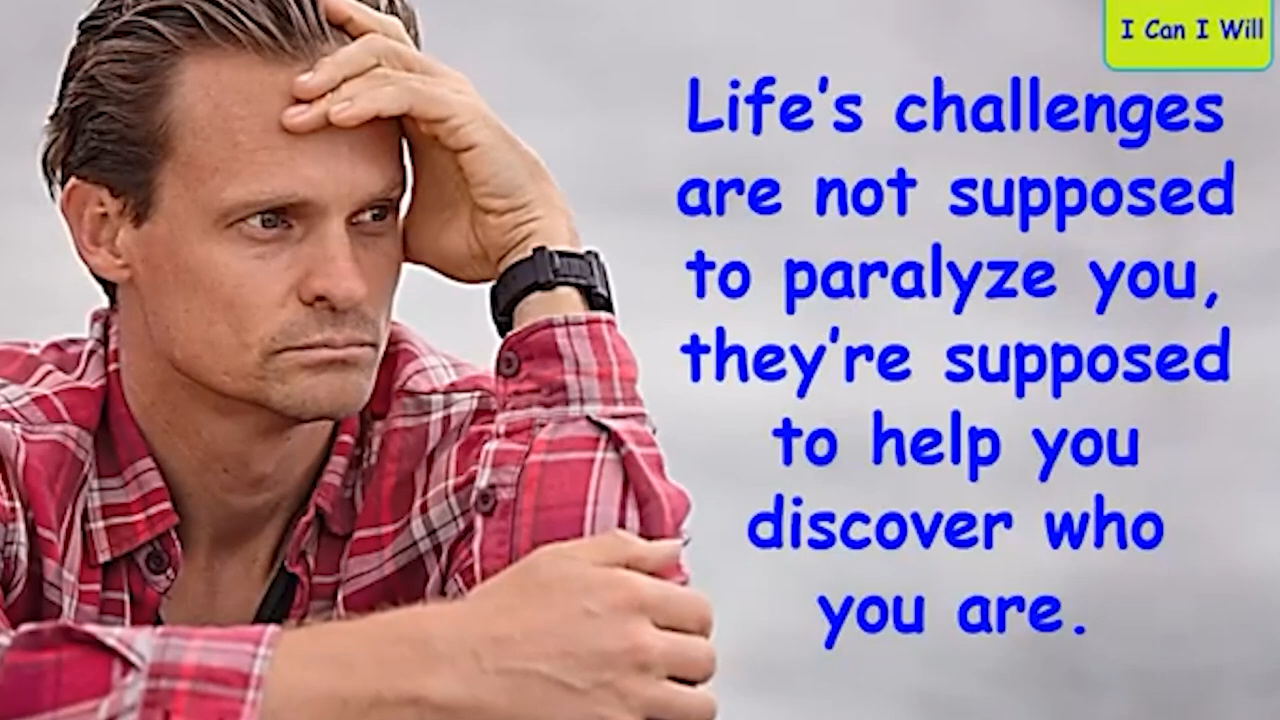 I Can I Will
Life's challenges
are not supposed
to paralyze you,
they're supposed
to help you
discover who
you are.